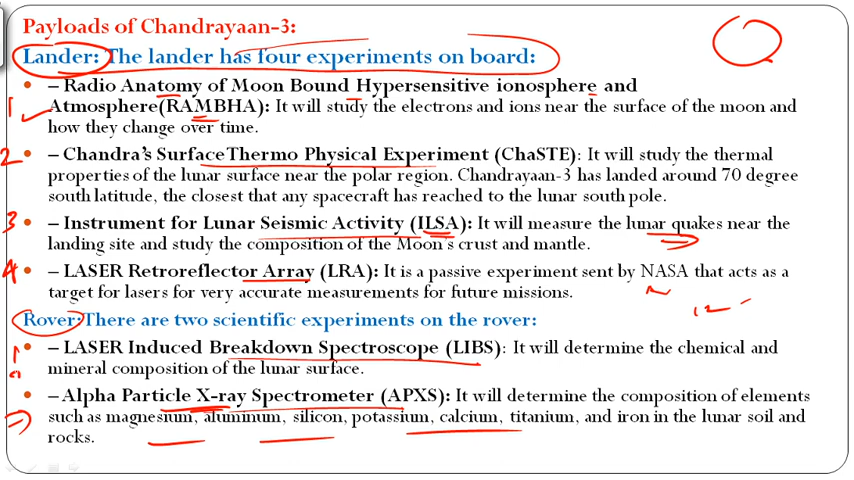 Payloads of Chandrayaan-3:
Lander: The lander has four experiments on board:
1 • – Radio Anatomy of Moon Bound Hypersensitive ionosphere and
Atmosphere(RAMBHA): It will study the electrons and ions near the surface of the moon and
how they change over time.
2 • – Chandra's Surface Thermo Physical Experiment (ChaSTE): It will study the thermal
properties of the lunar surface near the polar region. Chandrayaan-3 has landed around 70 degree
south latitude, the closest that any spacecraft has reached to the lunar south pole.
3 • – Instrument for Lunar Seismic Activity (ILSA): It will measure the lunar quakes near the
landing site and study the composition of the Moon's crust and mantle.
4 • – LASER Retroreflector Array (LRA): It is a passive experiment sent by NASA that acts as a
target for lasers for very accurate measurements for future missions.
Rover: There are two scientific experiments on the rover:
• – LASER Induced Breakdown Spectroscope (LIBS): It will determine the chemical and
mineral composition of the lunar surface.
• – Alpha Particle X-ray Spectrometer (APXS): It will determine the composition of elements
such as magnesium, aluminum, silicon, potassium, calcium, titanium, and iron in the lunar soil and
rocks.